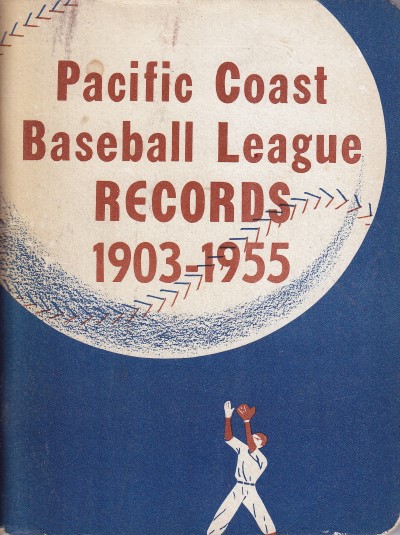 Pacific Coast
Baseball League
RECORDS
1903-1955